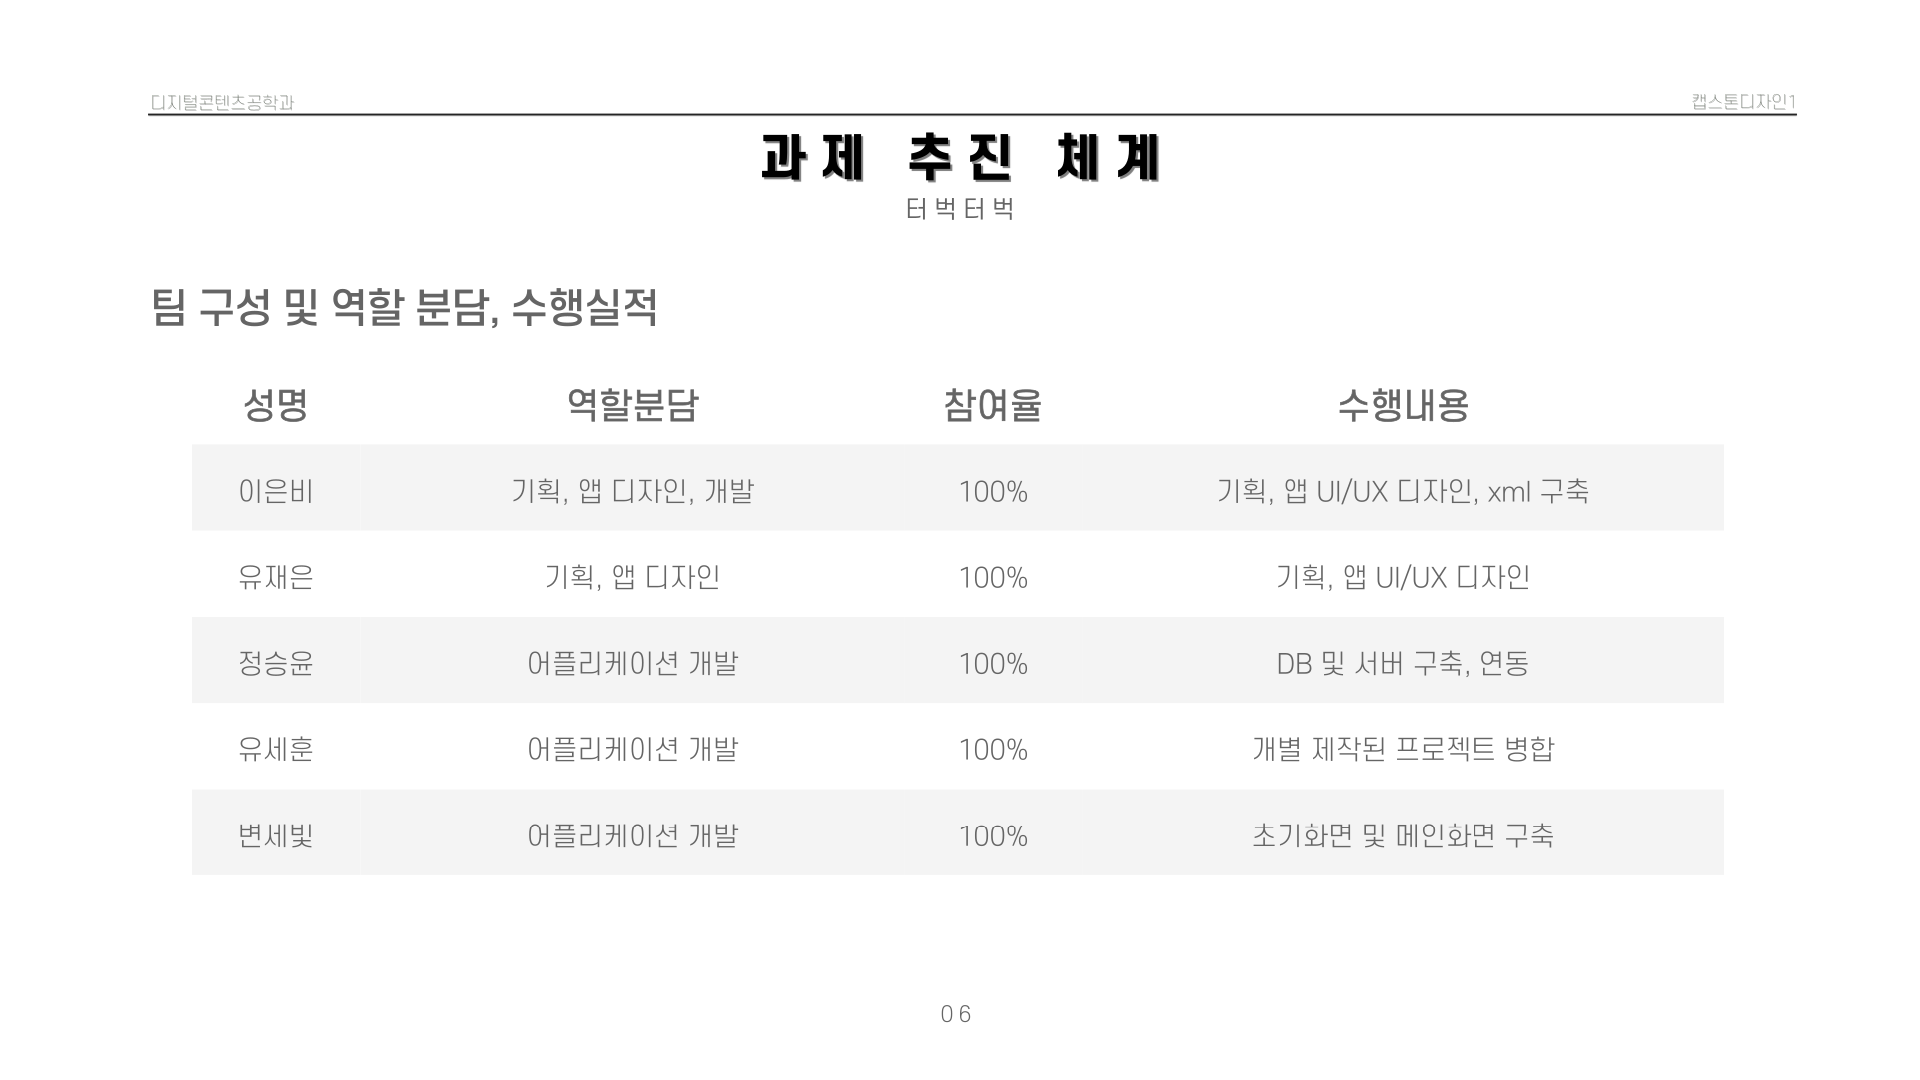 디지털콘텐츠공학과 캡스톤디자인1
과제 추진 체계
터벅터벅
팀 구성 및 역할 분담, 수행실적
성명 역할분담 참여율 수행내용
이은비 기획, 앱 디자인, 개발 100% 기획, 앱 UI/UX 디자인, xml 구축
유재은 기획, 앱 디자인 100% 기획, 앱 UI/UX 디자인
정승윤 어플리케이션 개발 100% DB 및 서버 구축, 연동
유세훈 어플리케이션 개발 100% 개별 제작된 프로젝트 병합
변세빛 어플리케이션 개발 100% 초기화면 및 메인화면 구축
06